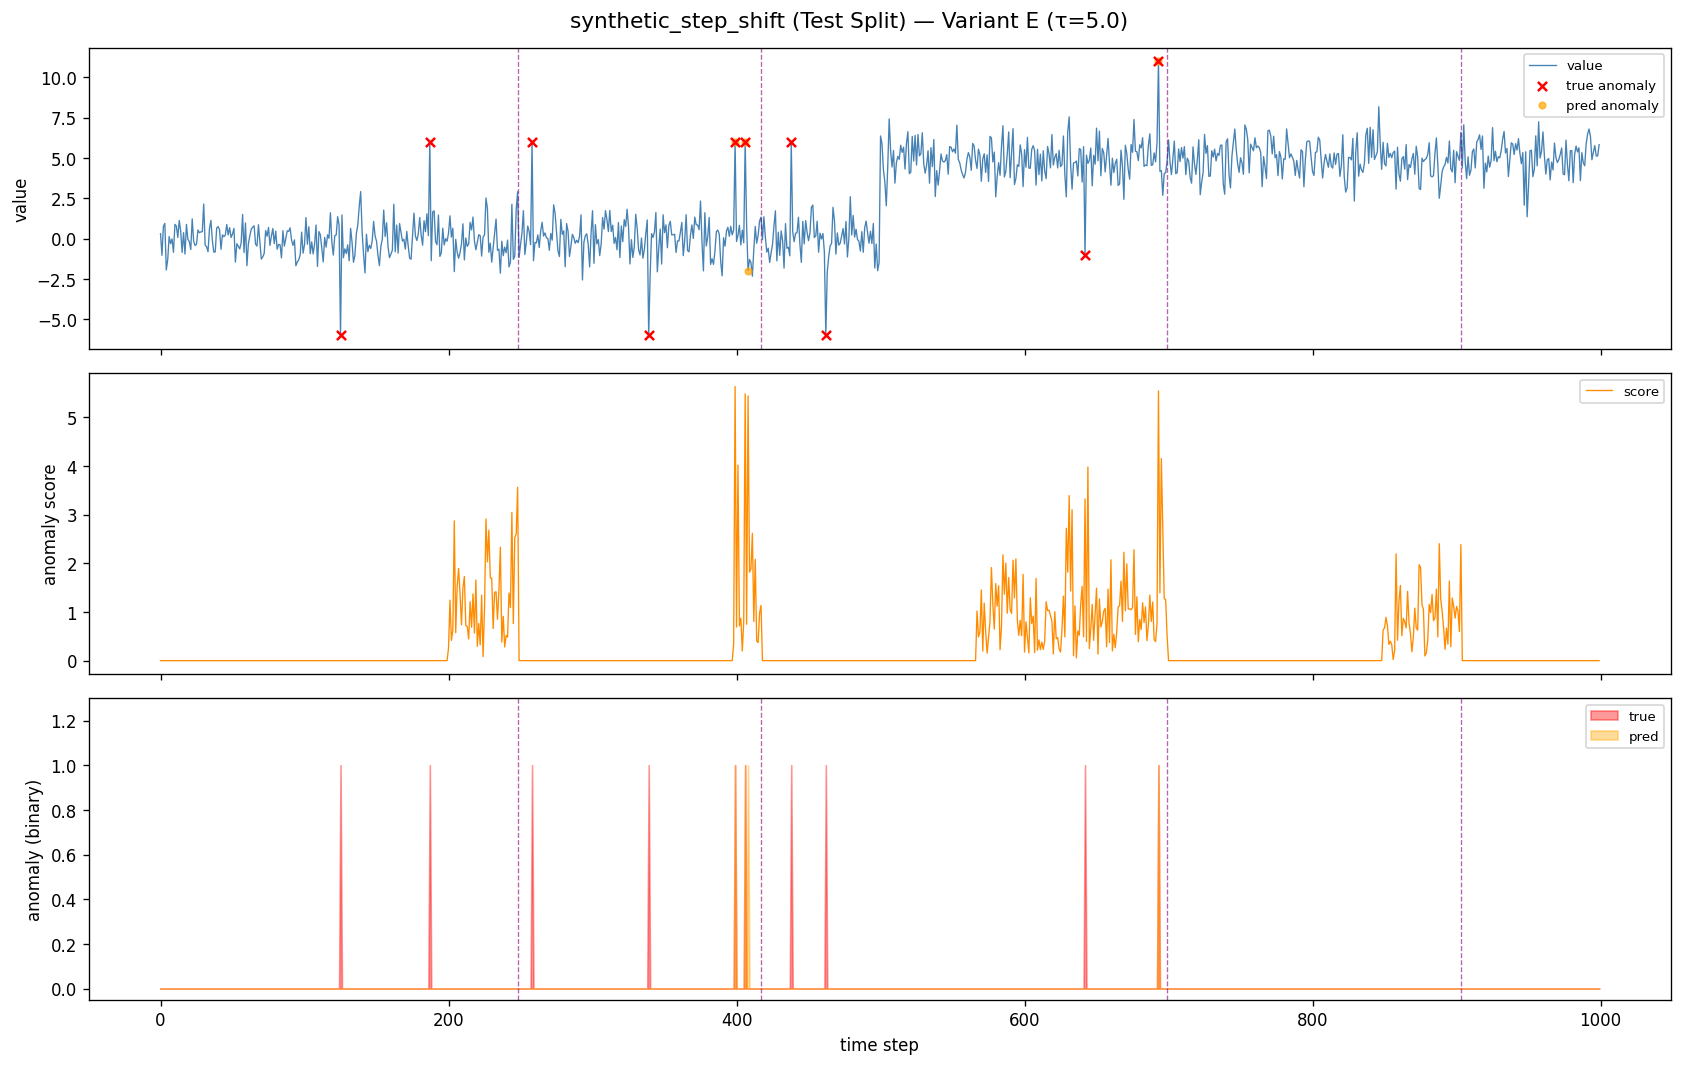 synthetic_step_shift (Test Split) — Variant E (τ=5.0)
value
true anomaly
pred anomaly
10.0
7.5
5.0
2.5
0.0
−2.5
−5.0
value
score
5
4
3
2
1
0
anomaly score
true
pred
1.2
1.0
0.8
0.6
0.4
0.2
0.0
anomaly (binary)
0 200 400 600 800 1000
time step